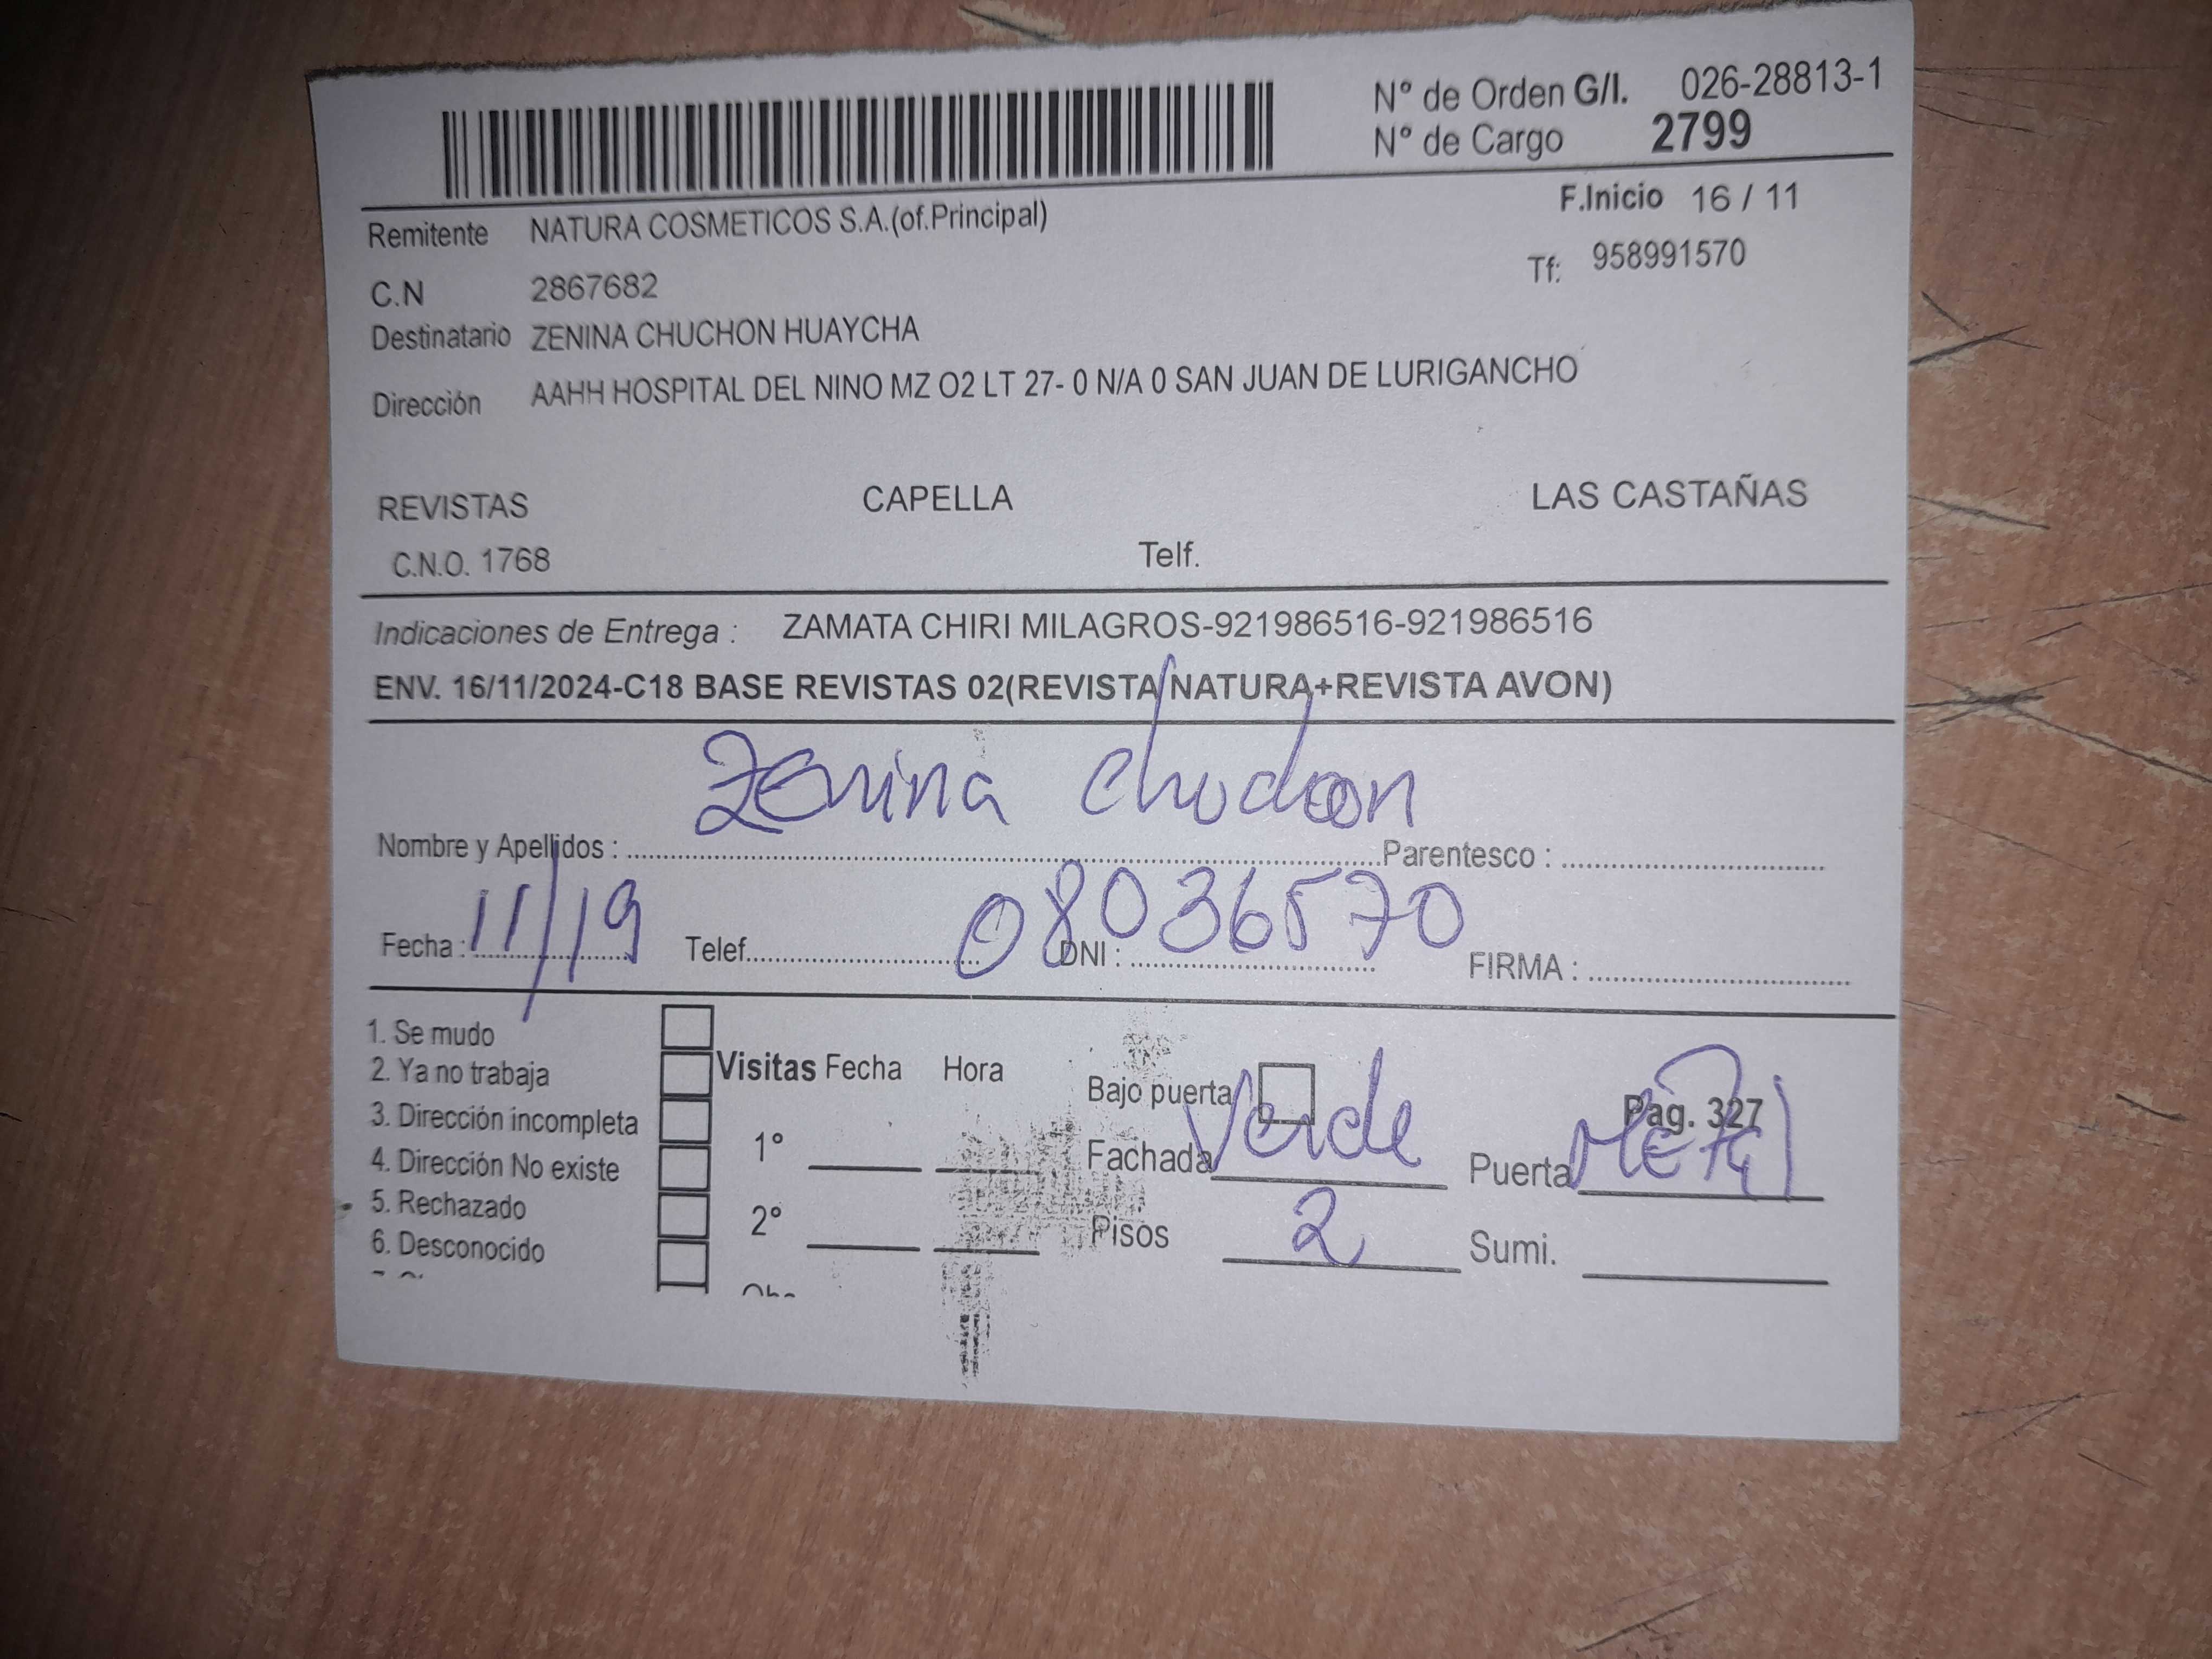 N° de Orden G/I. 026-28813-1
N° de Cargo 2799
F.Inicio 16 / 11
Remitente NATURA COSMETICOS S.A.(of.Principal)
Tf: 958991570
C.N 2867682
Destinatario ZENINA CHUCHON HUAYCHA
Dirección AAHH HOSPITAL DEL NINO MZ O2 LT 27- 0 N/A 0 SAN JUAN DE LURIGANCHO
REVISTAS CAPELLA LAS CASTAÑAS
C.N.O. 1768 Telf.
Indicaciones de Entrega : ZAMATA CHIRI MILAGROS-921986516-921986516
ENV. 16/11/2024-C18 BASE REVISTAS 02(REVISTA NATURA+REVISTA AVON)
Nombre y Apellidos : Zenina Chuchon Parentesco :
Fecha : 11/19 Telef. DNI : 08036570 FIRMA :
1. Se mudo
2. Ya no trabaja
3. Dirección incompleta
4. Dirección No existe
5. Rechazado
6. Desconocido
Visitas Fecha Hora
1°
2°
Bajo puerta
Pag. 327
Fachada Verde Puerta Metal
Pisos 2 Sumi.